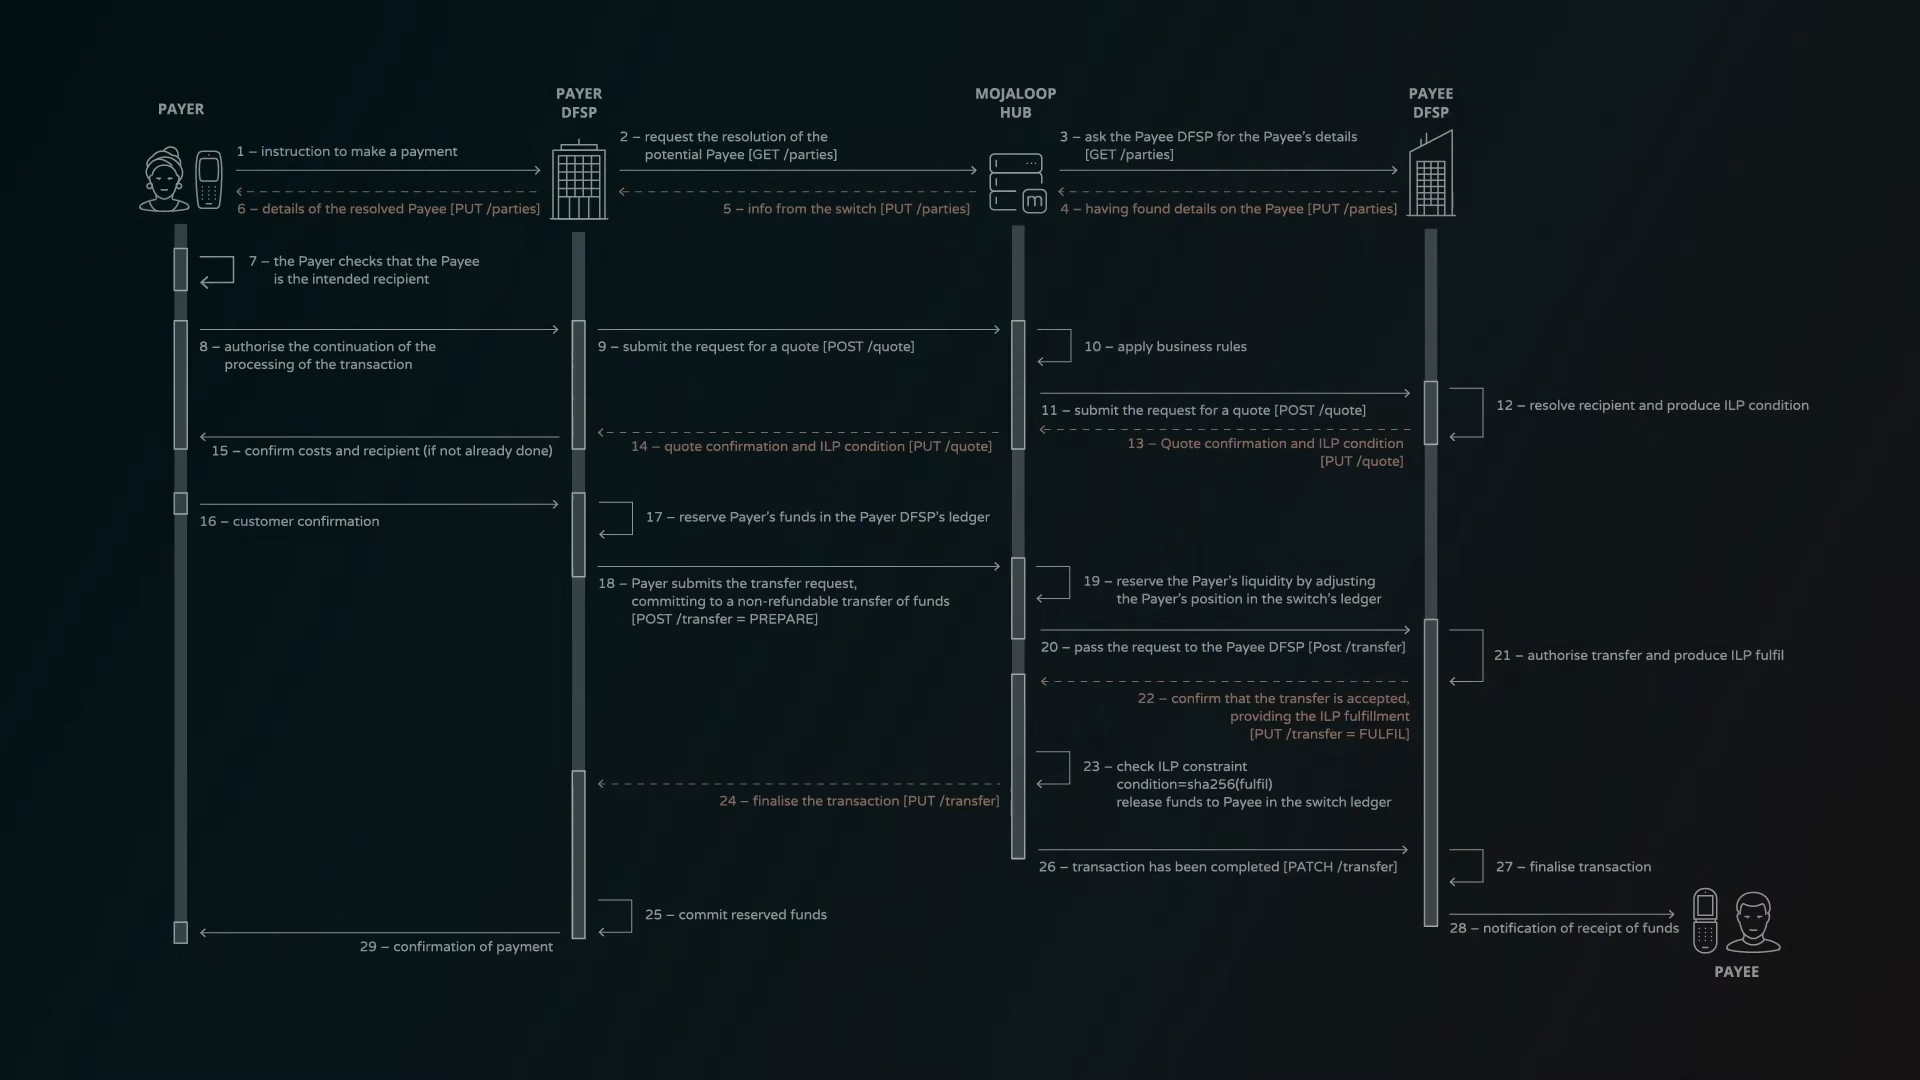 PAYER
PAYER
DFSP
MOJALOOP
HUB
PAYEE
DFSP
1 – instruction to make a payment
2 – request the resolution of the
potential Payee [GET /parties]
3 – ask the Payee DFSP for the Payee's details
[GET /parties]
6 – details of the resolved Payee [PUT /parties]
5 – info from the switch [PUT /parties]
4 – having found details on the Payee [PUT /parties]
m
7 – the Payer checks that the Payee
is the intended recipient
8 – authorise the continuation of the
processing of the transaction
9 – submit the request for a quote [POST /quote]
10 – apply business rules
11 – submit the request for a quote [POST /quote]
12 – resolve recipient and produce ILP condition
13 – Quote confirmation and ILP condition
[PUT /quote]
14 – quote confirmation and ILP condition [PUT /quote]
15 – confirm costs and recipient (if not already done)
16 – customer confirmation
17 – reserve Payer's funds in the Payer DFSP's ledger
18 – Payer submits the transfer request,
committing to a non-refundable transfer of funds
[POST /transfer = PREPARE]
19 – reserve the Payer's liquidity by adjusting
the Payer's position in the switch's ledger
20 – pass the request to the Payee DFSP [Post /transfer]
21 – authorise transfer and produce ILP fulfil
22 – confirm that the transfer is accepted,
providing the ILP fulfillment
[PUT /transfer = FULFIL]
23 – check ILP constraint
condition=sha256(fulfil)
release funds to Payee in the switch ledger
24 – finalise the transaction [PUT /transfer]
26 – transaction has been completed [PATCH /transfer]
27 – finalise transaction
25 – commit reserved funds
28 – notification of receipt of funds
29 – confirmation of payment
PAYEE